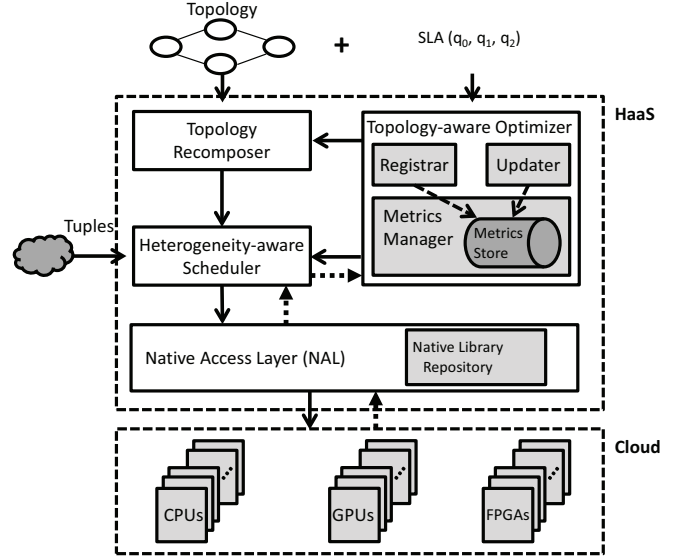 Topology
+
SLA (q0, q1, q2)
HaaS
Topology
Recomposer
Topology-aware Optimizer
Registrar
Updater
Metrics
Manager
Metrics
Store
Tuples
Heterogeneity-aware
Scheduler
Native Access Layer (NAL)
Native Library
Repository
Cloud
CPUs
GPUs
FPGAs